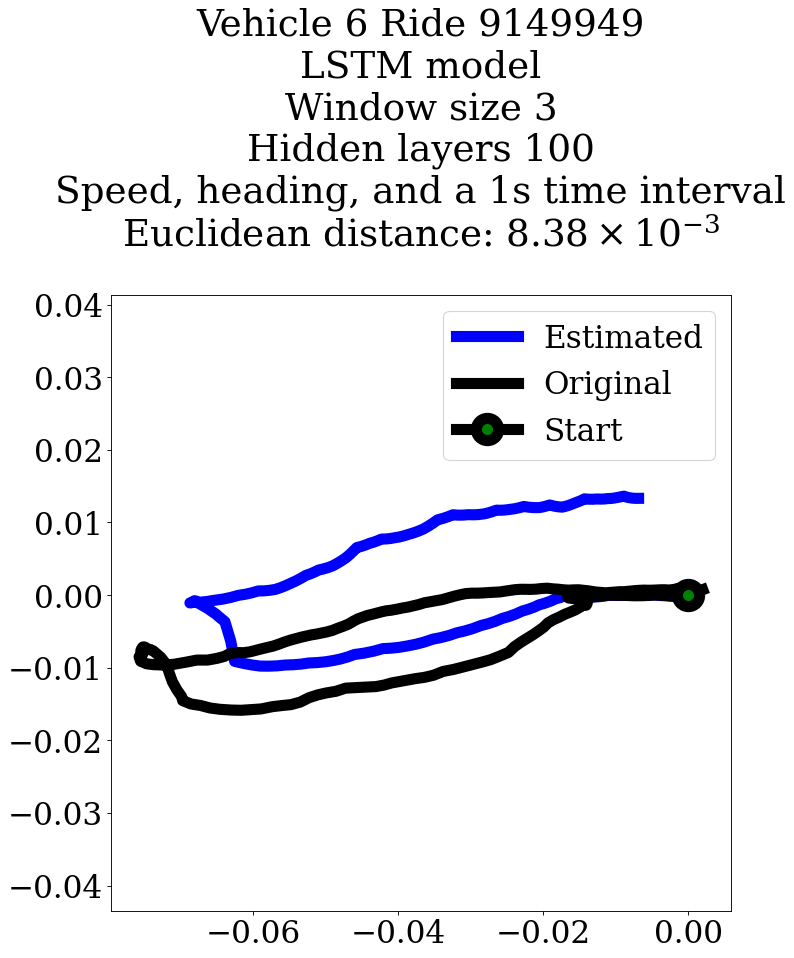 Vehicle 6 Ride 9149949
LSTM model
Window size 3
Hidden layers 100
Speed, heading, and a 1s time interval
Euclidean distance: 8.38 × 10⁻³
Estimated
Original
Start
0.04
0.03
0.02
0.01
0.00
−0.01
−0.02
−0.03
−0.04
−0.06 −0.04 −0.02 0.00